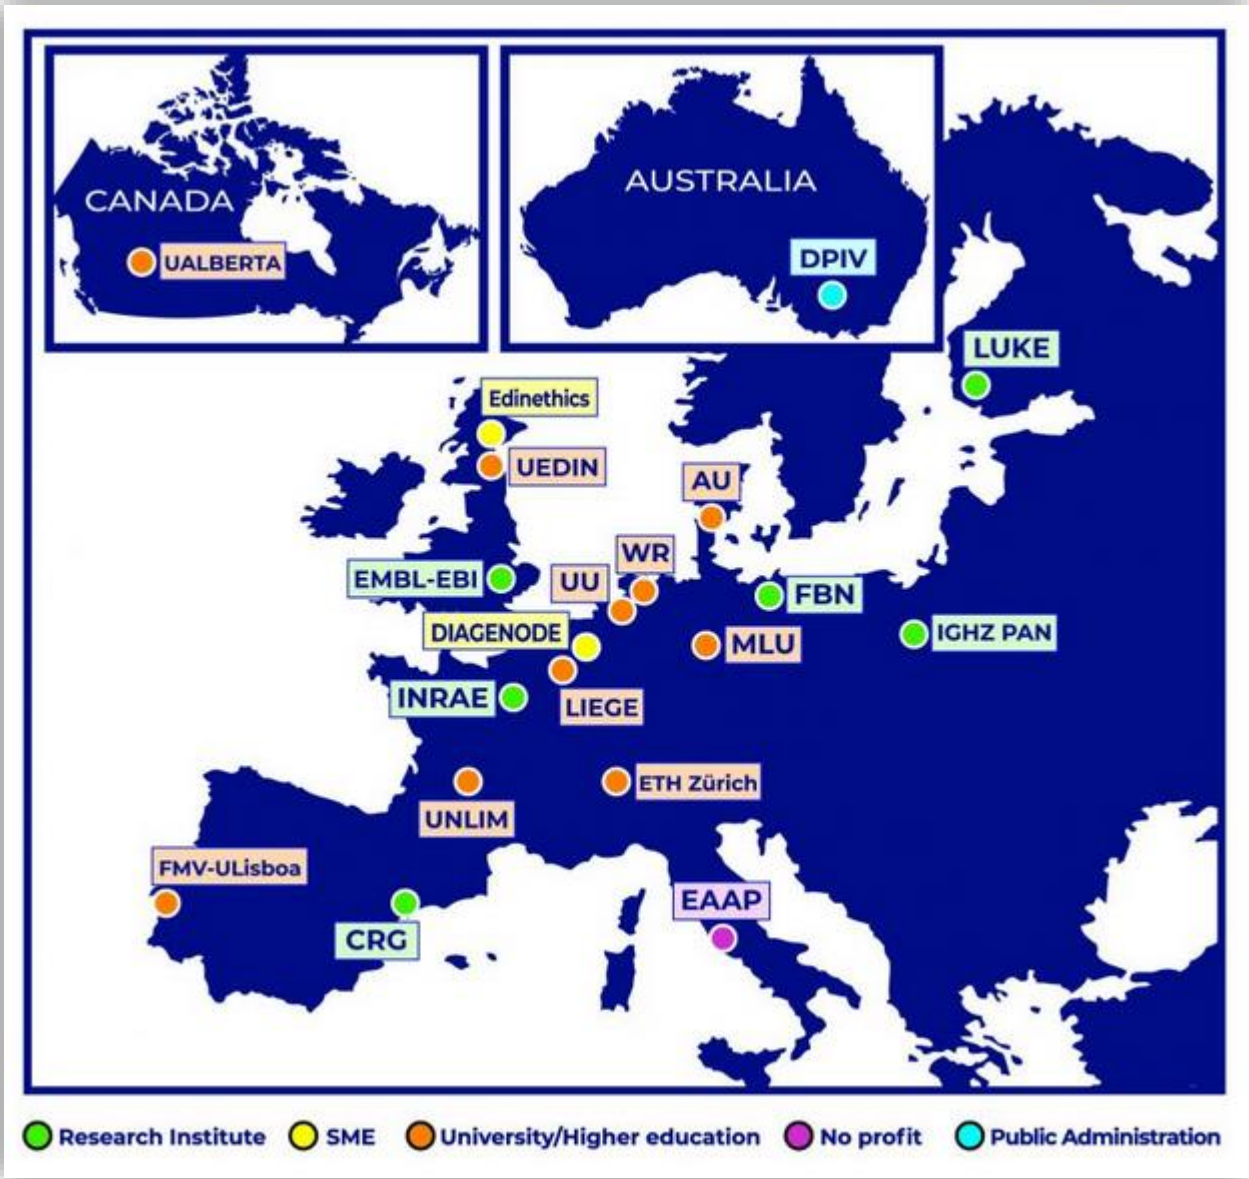 CANADA
UALBERTA
AUSTRALIA
DPIV
LUKE
Edinethics
UEDIN
AU
WR
EMBL-EBI
UU
FBN
DIAGENODE
MLU
IGHZ PAN
INRAE
LIEGE
ETH Zürich
UNLIM
FMV-ULisboa
EAAP
CRG
Research Institute SME University/Higher education No profit Public Administration